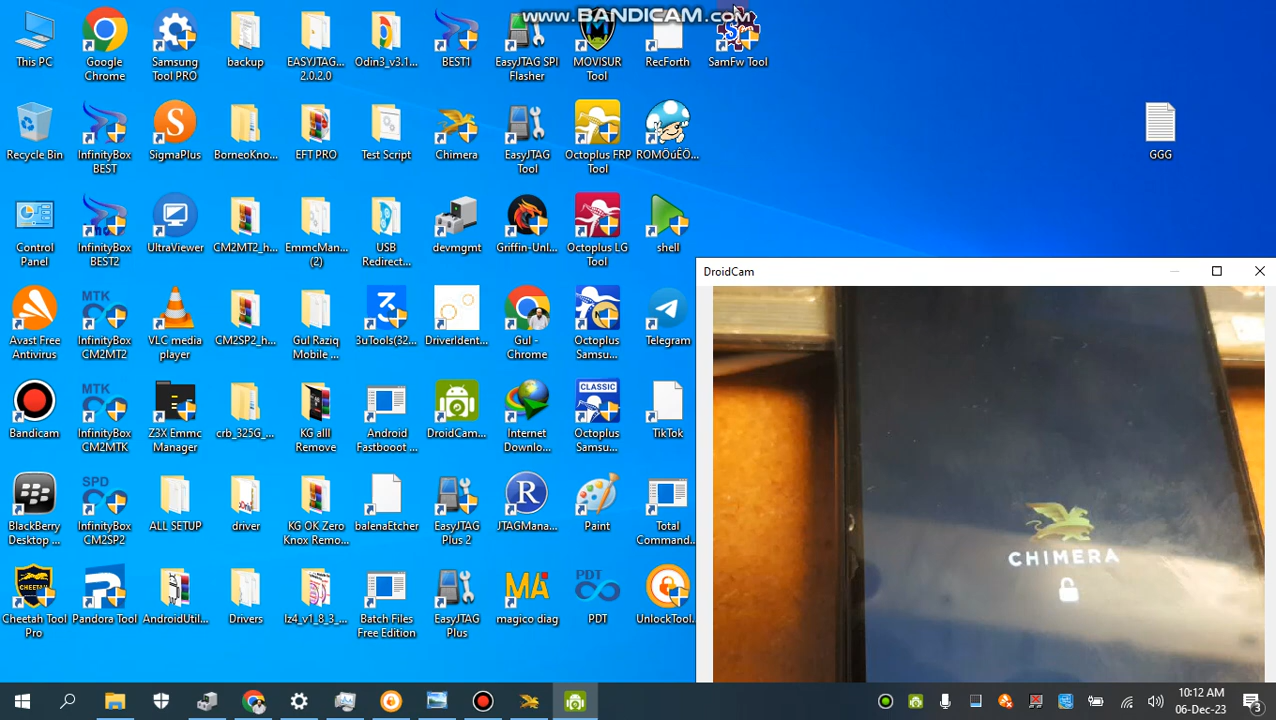 www.BANDICAM.com
This PC
Google
Chrome
Samsung
Tool PRO
backup
EASYJTAG...
2.0.2.0
Odin3_v3.1...
BEST1
EasyJTAG SPI
Flasher
MOVISUR
Tool
RecForth
SamFw Tool
Recycle Bin
InfinityBox
BEST
SigmaPlus
BorneoKno...
EFT PRO
Test Script
Chimera
EasyJTAG
Tool
Octoplus FRP
Tool
ROMÖúÊÖ...
GGG
Control
Panel
InfinityBox
BEST2
UltraViewer
CM2MT2_h...
EmmcMan...
(2)
USB
Redirect...
devmgmt
Griffin-Unl...
Octoplus LG
Tool
shell
DroidCam
Avast Free
Antivirus
MTK
InfinityBox
CM2MT2
VLC media
player
CM2SP2_h...
Gul Raziq
Mobile ...
3uTools(32...
DriverIdent...
Gul -
Chrome
Octoplus
Samsu...
Telegram
Bandicam
MTK
InfinityBox
CM2MTK
Z3X Emmc
Manager
crb_325G_...
KG alll
Remove
Android
Fastbooot ...
DroidCam...
Internet
Downlo...
CLASSIC
Octoplus
Samsu...
TikTok
BlackBerry
Desktop ...
SPD
InfinityBox
CM2SP2
ALL SETUP
driver
KG OK Zero
Knox Remo...
balenaEtcher
EasyJTAG
Plus 2
JTAGMana...
Paint
Total
Command...
CHIMERA
CHEETAH
Cheetah Tool
Pro
Pandora Tool
AndroidUtil...
Drivers
lz4_v1_8_3_...
Batch Files
Free Edition
EasyJTAG
Plus
MA
magico diag
PDT
PDT
UnlockTool...
10:12 AM
06-Dec-23
3